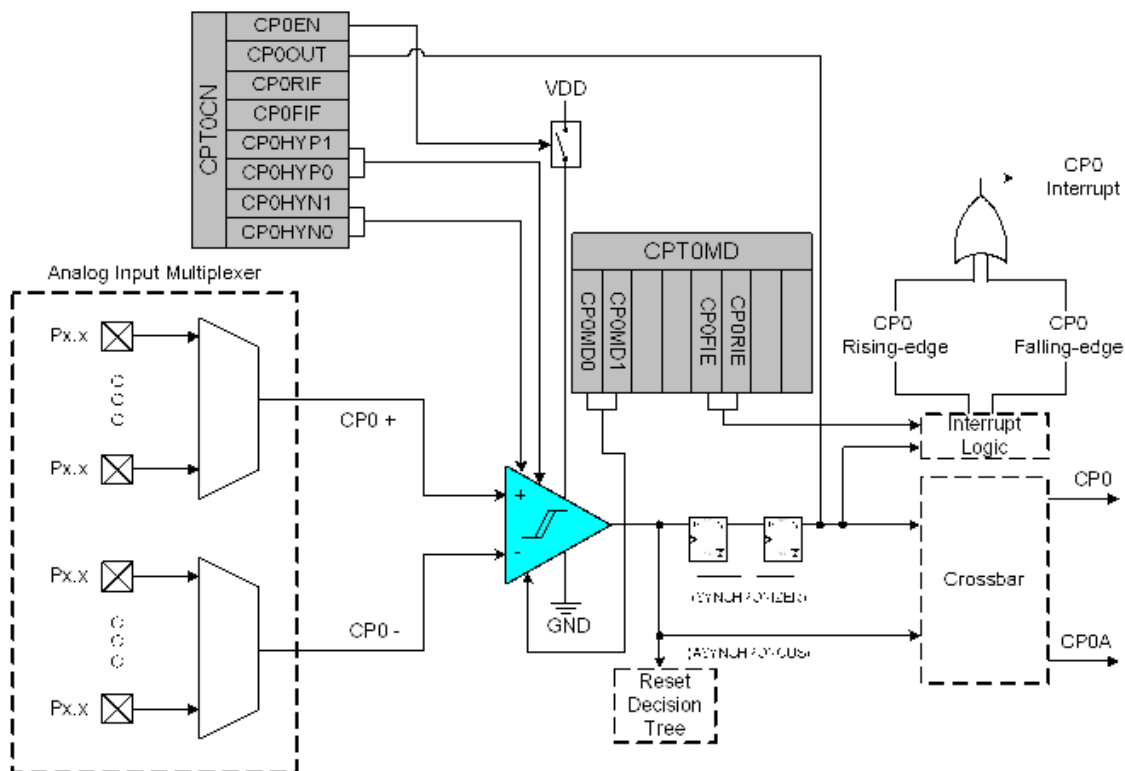 CPT0CN
CP0EN
CP0OUT
CP0RIF
CP0FIF
CP0HYP1
CP0HYP0
CP0HYN1
CP0HYN0
VDD
CP0
Interrupt
CPT0MD
CP0MD0
CP0MD1
CP0FIE
CP0RIE
CP0
Rising-edge
CP0
Falling-edge
Analog Input Multiplexer
Px.x
Px.x
Px.x
Px.x
CP0 +
CP0 -
+
-
GND
Interrupt
Logic
Crossbar
CP0
CP0A
(SYNCHRONIZER)
(ASYNCHRONOUS)
Reset
Decision
Tree